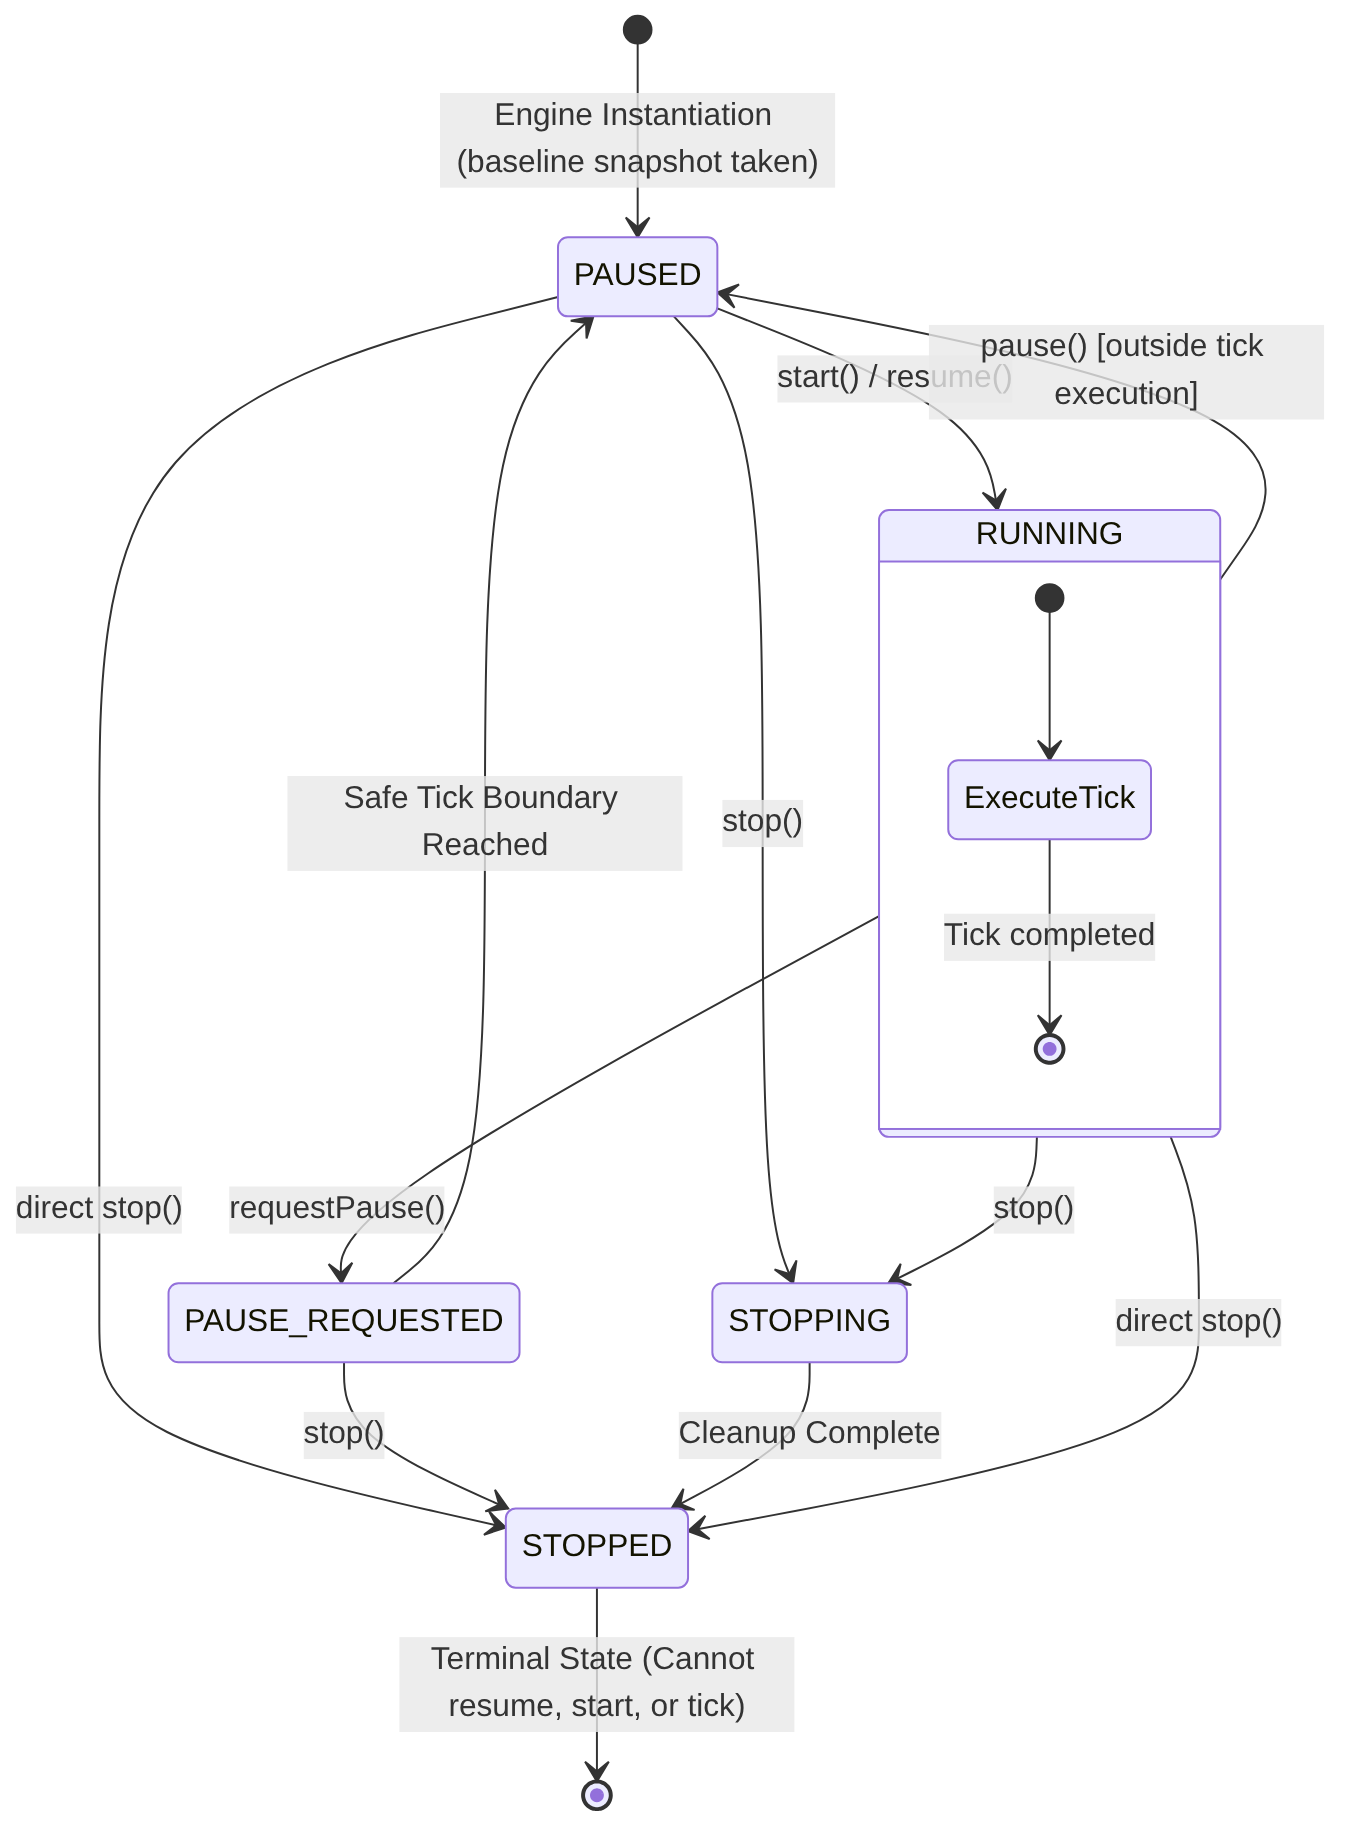 Engine Instantiation
(baseline snapshot taken)
PAUSED
pause() [outside tick
execution]
start() / resume()
RUNNING
ExecuteTick
Safe Tick Boundary
Reached
stop()
Tick completed
direct stop()
requestPause()
stop()
PAUSE_REQUESTED
STOPPING
direct stop()
stop()
Cleanup Complete
STOPPED
Terminal State (Cannot
resume, start, or tick)